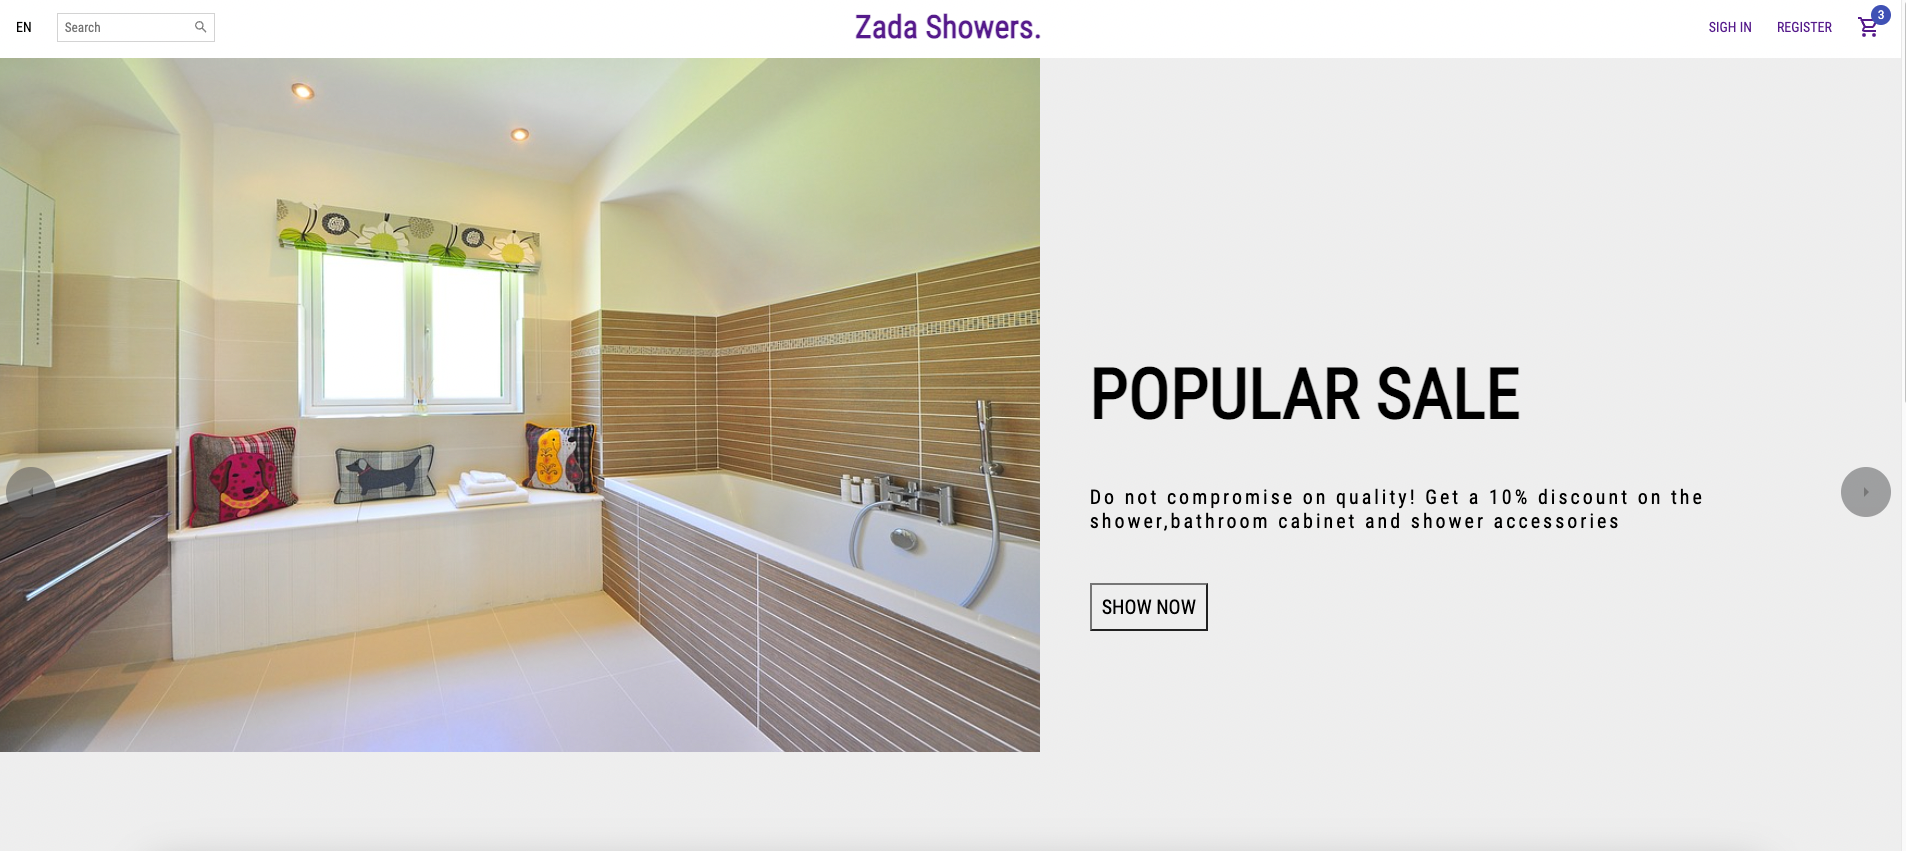 EN
Search
Zada Showers.
SIGH IN
REGISTER
3
POPULAR SALE
Do not compromise on quality! Get a 10% discount on the
shower,bathroom cabinet and shower accessories
SHOW NOW